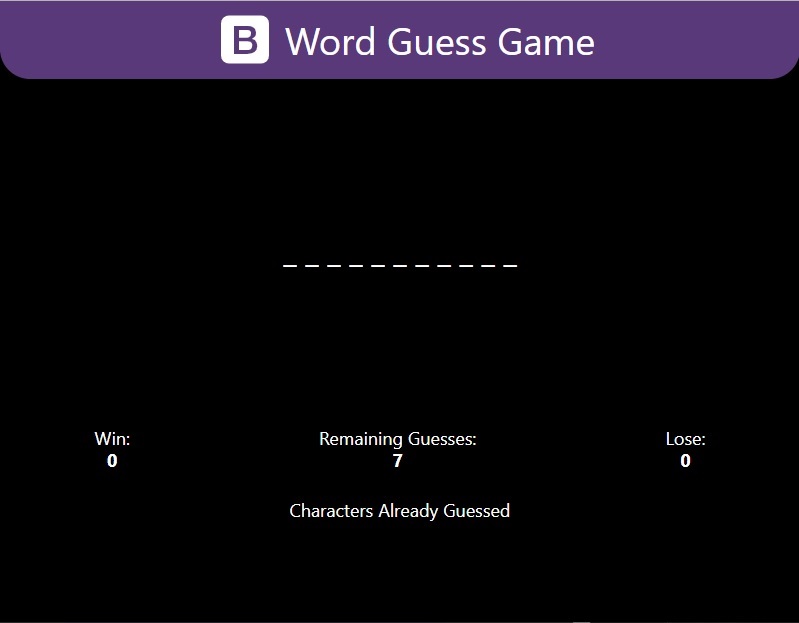 B Word Guess Game
_ _ _ _ _ _ _ _ _ _ _
Win:
0
Remaining Guesses:
7
Lose:
0
Characters Already Guessed